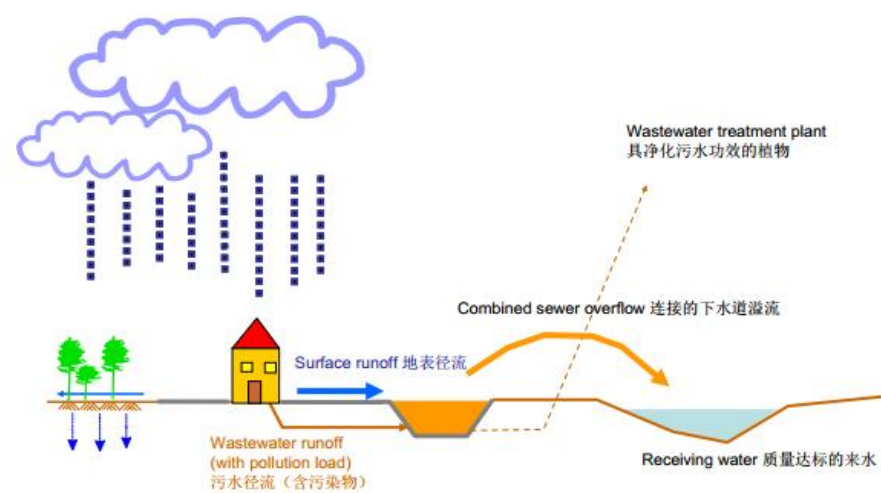 Wastewater treatment plant
具净化污水功效的植物
Combined sewer overflow 连接的下水道溢流
Surface runoff 地表径流
Wastewater runoff
(with pollution load)
污水径流（含污染物）
Receiving water 质量达标的来水